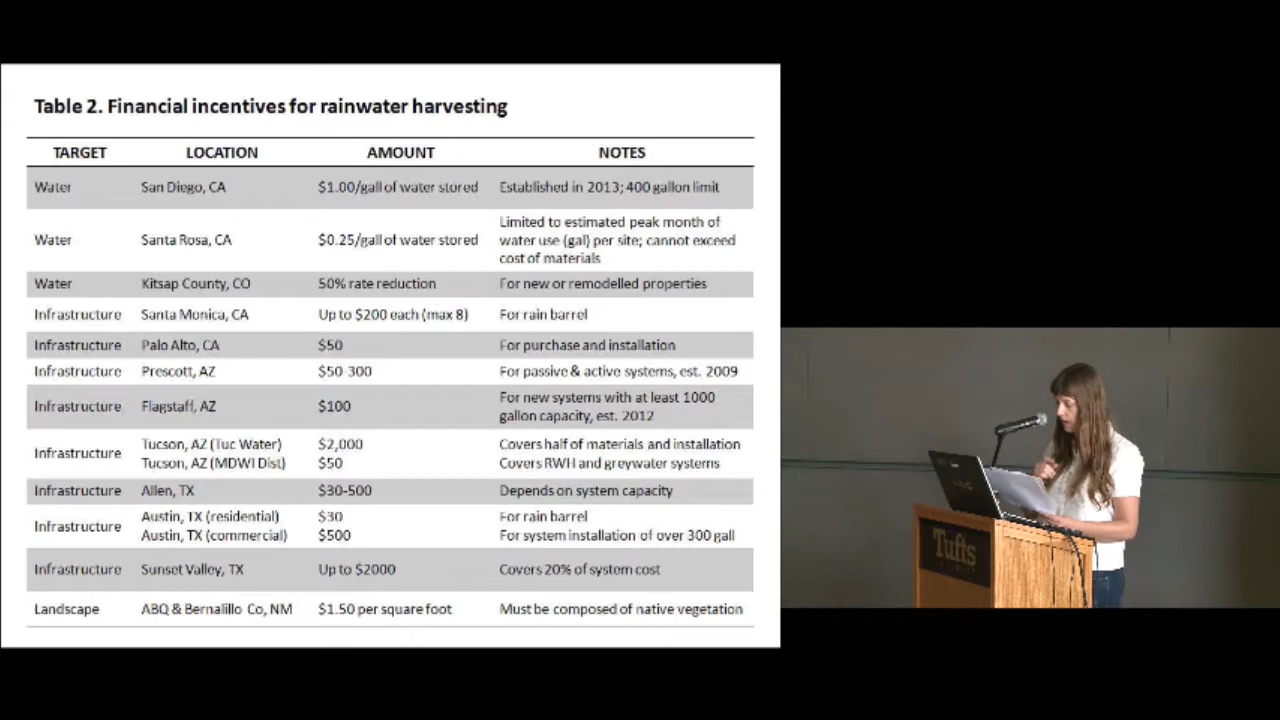 Table 2. Financial incentives for rainwater harvesting
TARGET LOCATION AMOUNT NOTES
Water San Diego, CA $1.00/gall of water stored Established in 2013; 400 gallon limit
Water Santa Rosa, CA $0.25/gall of water stored Limited to estimated peak month of
water use (gal) per site; cannot exceed
cost of materials
Water Kitsap County, CO 50% rate reduction For new or remodelled properties
Infrastructure Santa Monica, CA Up to $200 each (max 8) For rain barrel
Infrastructure Palo Alto, CA $50 For purchase and installation
Infrastructure Prescott, AZ $50-300 For passive & active systems, est. 2009
Infrastructure Flagstaff, AZ $100 For new systems with at least 1000
gallon capacity, est. 2012
Infrastructure Tucson, AZ (Tuc Water) $2,000 Covers half of materials and installation
Tucson, AZ (MDWI Dist) $50 Covers RWH and greywater systems
Infrastructure Allen, TX $30-500 Depends on system capacity
Infrastructure Austin, TX (residential) $30 For rain barrel
Austin, TX (commercial) $500 For system installation of over 300 gall
Infrastructure Sunset Valley, TX Up to $2000 Covers 20% of system cost
Landscape ABQ & Bernalillo Co, NM $1.50 per square foot Must be composed of native vegetation
Tufts